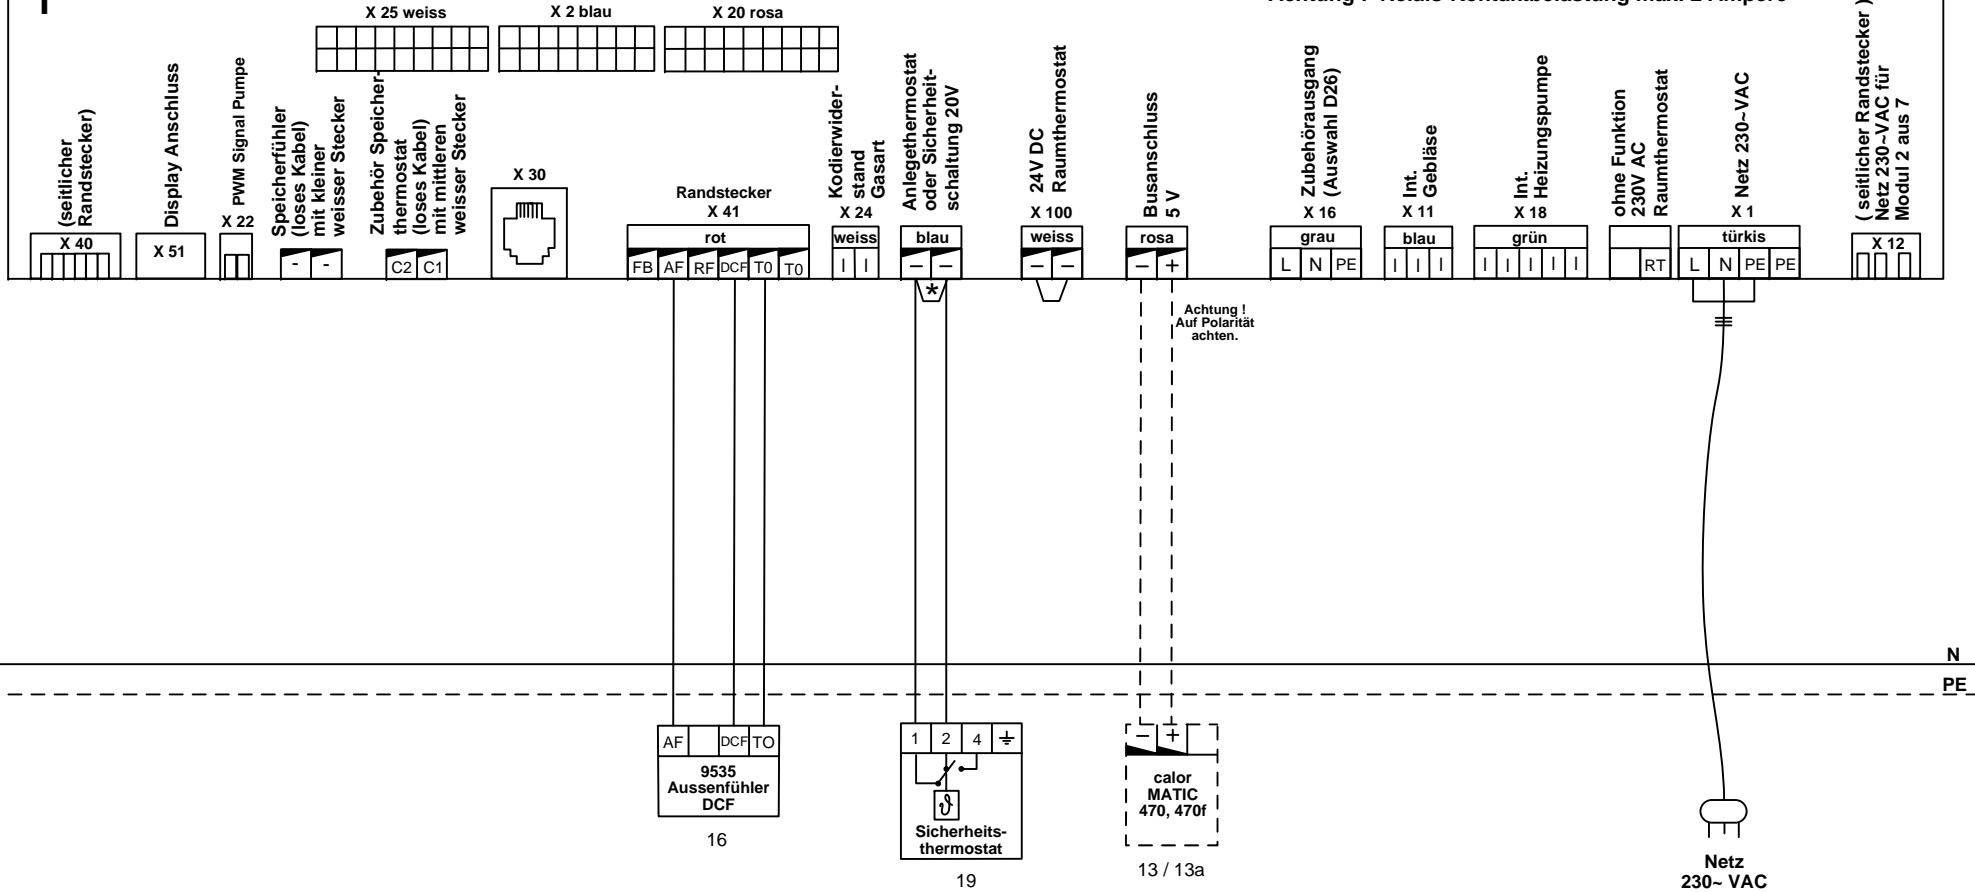 X 25 weiss
X 2 blau
X 20 rosa
(seitlicher
Randstecker)
X 40
Display Anschluss
X 51
PWM Signal Pumpe
X 22
Speicherfühler
(loses Kabel)
mit kleiner
weisser Stecker
- -
Zubehör Speicher-
thermostat
(loses Kabel)
mit mittleren
weisser Stecker
C2 C1
X 30
Randstecker
X 41
rot
FB AF RF DCF T0 T0
Kodierwider-
stand
Gasart
X 24
weiss
I I
Anlegethermostat
oder Sicherheit-
schaltung 20V
blau
– –
*
24V DC
Raumthermostat
X 100
weiss
– –
Busanschluss
5 V
rosa
– +
Achtung !
Auf Polarität
achten.
Zubehörausgang
(Auswahl D26)
X 16
grau
L N PE
Int.
Gebläse
X 11
blau
I I I
Int.
Heizungspumpe
X 18
grün
I I I I I
ohne Funktion
230V AC
Raumthermostat
RT
Netz 230~VAC
X 1
türkis
L N PE PE
( seitlicher Randstecker )
Netz 230~VAC für
Modul 2 aus 7
X 12
N
PE
AF DCF TO
9535
Aussenfühler
DCF
16
1 2 4
ϑ
Sicherheits-
thermostat
19
– +
calor
MATIC
470, 470f
13 / 13a
Netz
230~ VAC